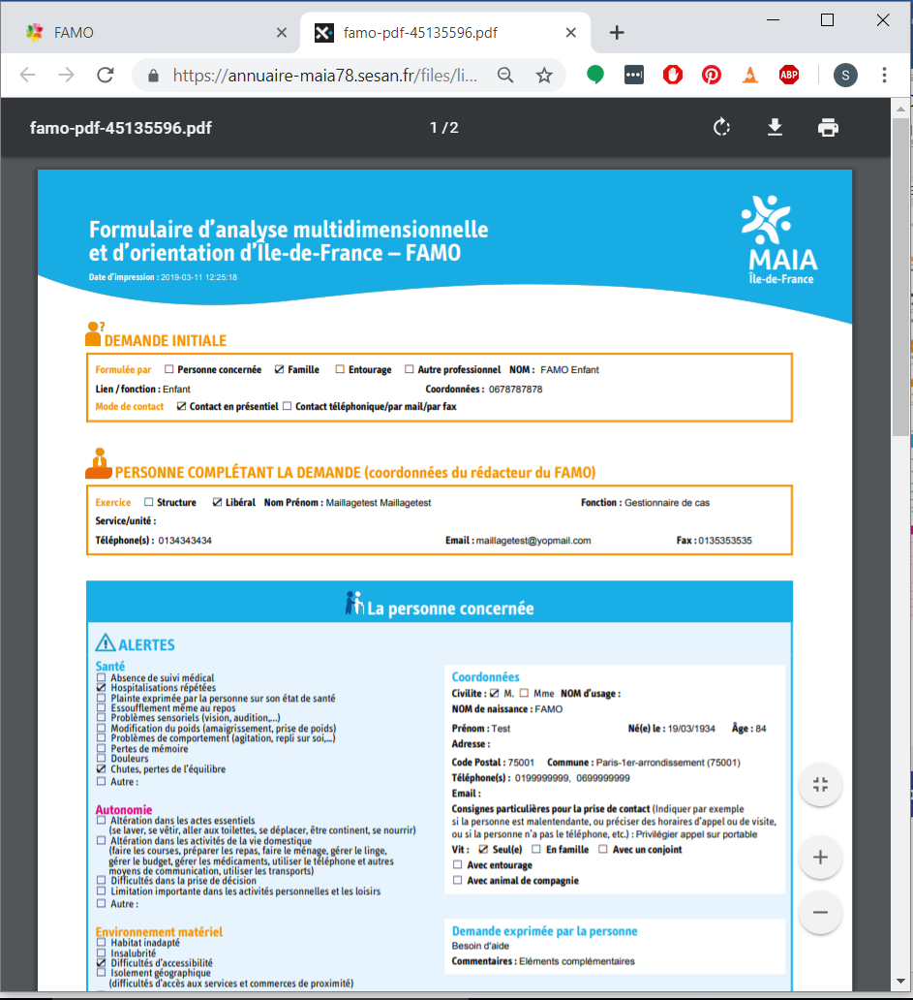 FAMO
famo-pdf-45135596.pdf
https://annuaire-maia78.sesan.fr/files/li...
ABP
S
famo-pdf-45135596.pdf
1 / 2
Formulaire d'analyse multidimensionnelle
et d'orientation d'Île-de-France – FAMO
Date d'impression : 2019-03-11 12:25:18
MAIA
Île-de-France
DEMANDE INITIALE
Formulée par Personne concernée Famille Entourage Autre professionnel NOM : FAMO Enfant
Lien / fonction : Enfant Coordonnées : 0678787878
Mode de contact Contact en présentiel Contact téléphonique/par mail/par fax
PERSONNE COMPLÉTANT LA DEMANDE (coordonnées du rédacteur du FAMO)
Exercice Structure Libéral Nom Prénom : Maillagetest Maillagetest Fonction : Gestionnaire de cas
Service/unité :
Téléphone(s) : 0134343434 Email : maillagetest@yopmail.com Fax : 0135353535
La personne concernée
ALERTES
Santé
Absence de suivi médical
Hospitalisations répétées
Plainte exprimée par la personne sur son état de santé
Essoufflement même au repos
Problèmes sensoriels (vision, audition,...)
Modification du poids (amaigrissement, prise de poids)
Problèmes de comportement (agitation, repli sur soi,...)
Pertes de mémoire
Douleurs
Chutes, pertes de l'équilibre
Autre :
Autonomie
Altération dans les actes essentiels
(se laver, se vêtir, aller aux toilettes, se déplacer, être continent, se nourrir)
Altération dans les activités de la vie domestique
(faire les courses, préparer les repas, faire le ménage, gérer le linge,
gérer le budget, gérer les médicaments, utiliser le téléphone et autres
moyens de communication, utiliser les transports)
Difficultés dans la prise de décision
Limitation importante dans les activités personnelles et les loisirs
Autre :
Environnement matériel
Habitat inadapté
Insalubrité
Difficultés d'accessibilité
Isolement géographique
(difficultés d'accès aux services et commerces de proximité)
Coordonnées
Civilite : M. Mme NOM d'usage :
NOM de naissance : FAMO
Prénom : Test Né(e) le : 19/03/1934 Âge : 84
Adresse :
Code Postal : 75001 Commune : Paris-1er-arrondissement (75001)
Téléphone(s) : 0199999999, 0699999999
Email :
Consignes particulières pour la prise de contact (Indiquer par exemple
si la personne est malentendante, ou préciser des horaires d'appel ou de visite,
ou si la personne n'a pas le téléphone, etc.) : Privilégier appel sur portable
Vit : Seul(e) En famille Avec un conjoint
Avec entourage
Avec animal de compagnie
Demande exprimée par la personne
Besoin d'aide
Commentaires : Eléments complémentaires